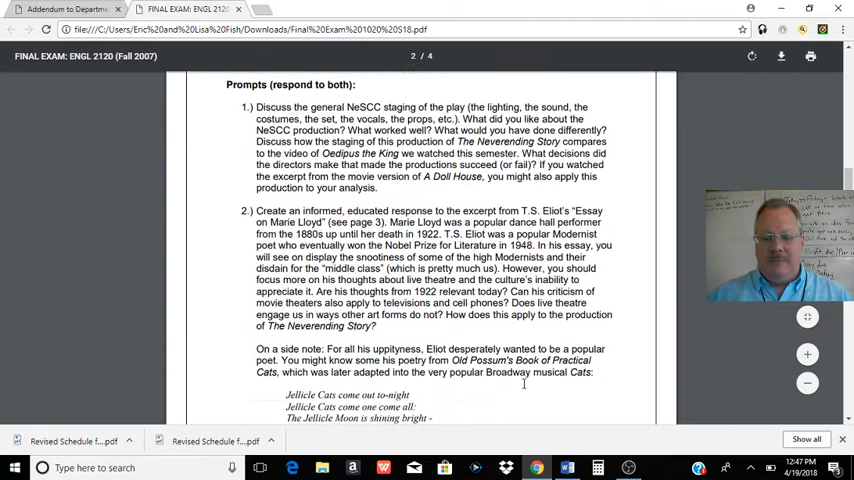 Addendum to Departme
FINAL EXAM: ENGL 2120 (F
file:///C:/Users/Eric%20and%20Lisa%20Fish/Downloads/Final%20Exam%201020%20S18.pdf
FINAL EXAM: ENGL 2120 (Fall 2007)
2 / 4
Prompts (respond to both):
1.) Discuss the general NeSCC staging of the play (the lighting, the sound, the
costumes, the set, the vocals, the props, etc.). What did you like about the
NeSCC production? What worked well? What would you have done differently?
Discuss how the staging of this production of The Neverending Story compares
to the video of Oedipus the King we watched this semester. What decisions did
the directors make that made the productions succeed (or fail)? If you watched
the excerpt from the movie version of A Doll House, you might also apply this
production to your analysis.
2.) Create an informed, educated response to the excerpt from T.S. Eliot's “Essay
on Marie Lloyd” (see page 3). Marie Lloyd was a popular dance hall performer
from the 1880s up until her death in 1922. T.S. Eliot was a popular Modernist
poet who eventually won the Nobel Prize for Literature in 1948. In his essay, you
will see on display the snootiness of some of the high Modernists and their
disdain for the “middle class” (which is pretty much us). However, you should
focus more on his thoughts about live theatre and the culture's inability to
appreciate it. Are his thoughts from 1922 relevant today? Can his criticism of
movie theaters also apply to televisions and cell phones? Does live theatre
engage us in ways other art forms do not? How does this apply to the production
of The Neverending Story?
On a side note: For all his uppityness, Eliot desperately wanted to be a popular
poet. You might know some his poetry from Old Possum's Book of Practical
Cats, which was later adapted into the very popular Broadway musical Cats:
Jellicle Cats come out to-night
Jellicle Cats come one come all:
The Jellicle Moon is shining bright -
Revised Schedule f....pdf
Revised Schedule f....pdf
Show all
Type here to search
12:47 PM
4/19/2018